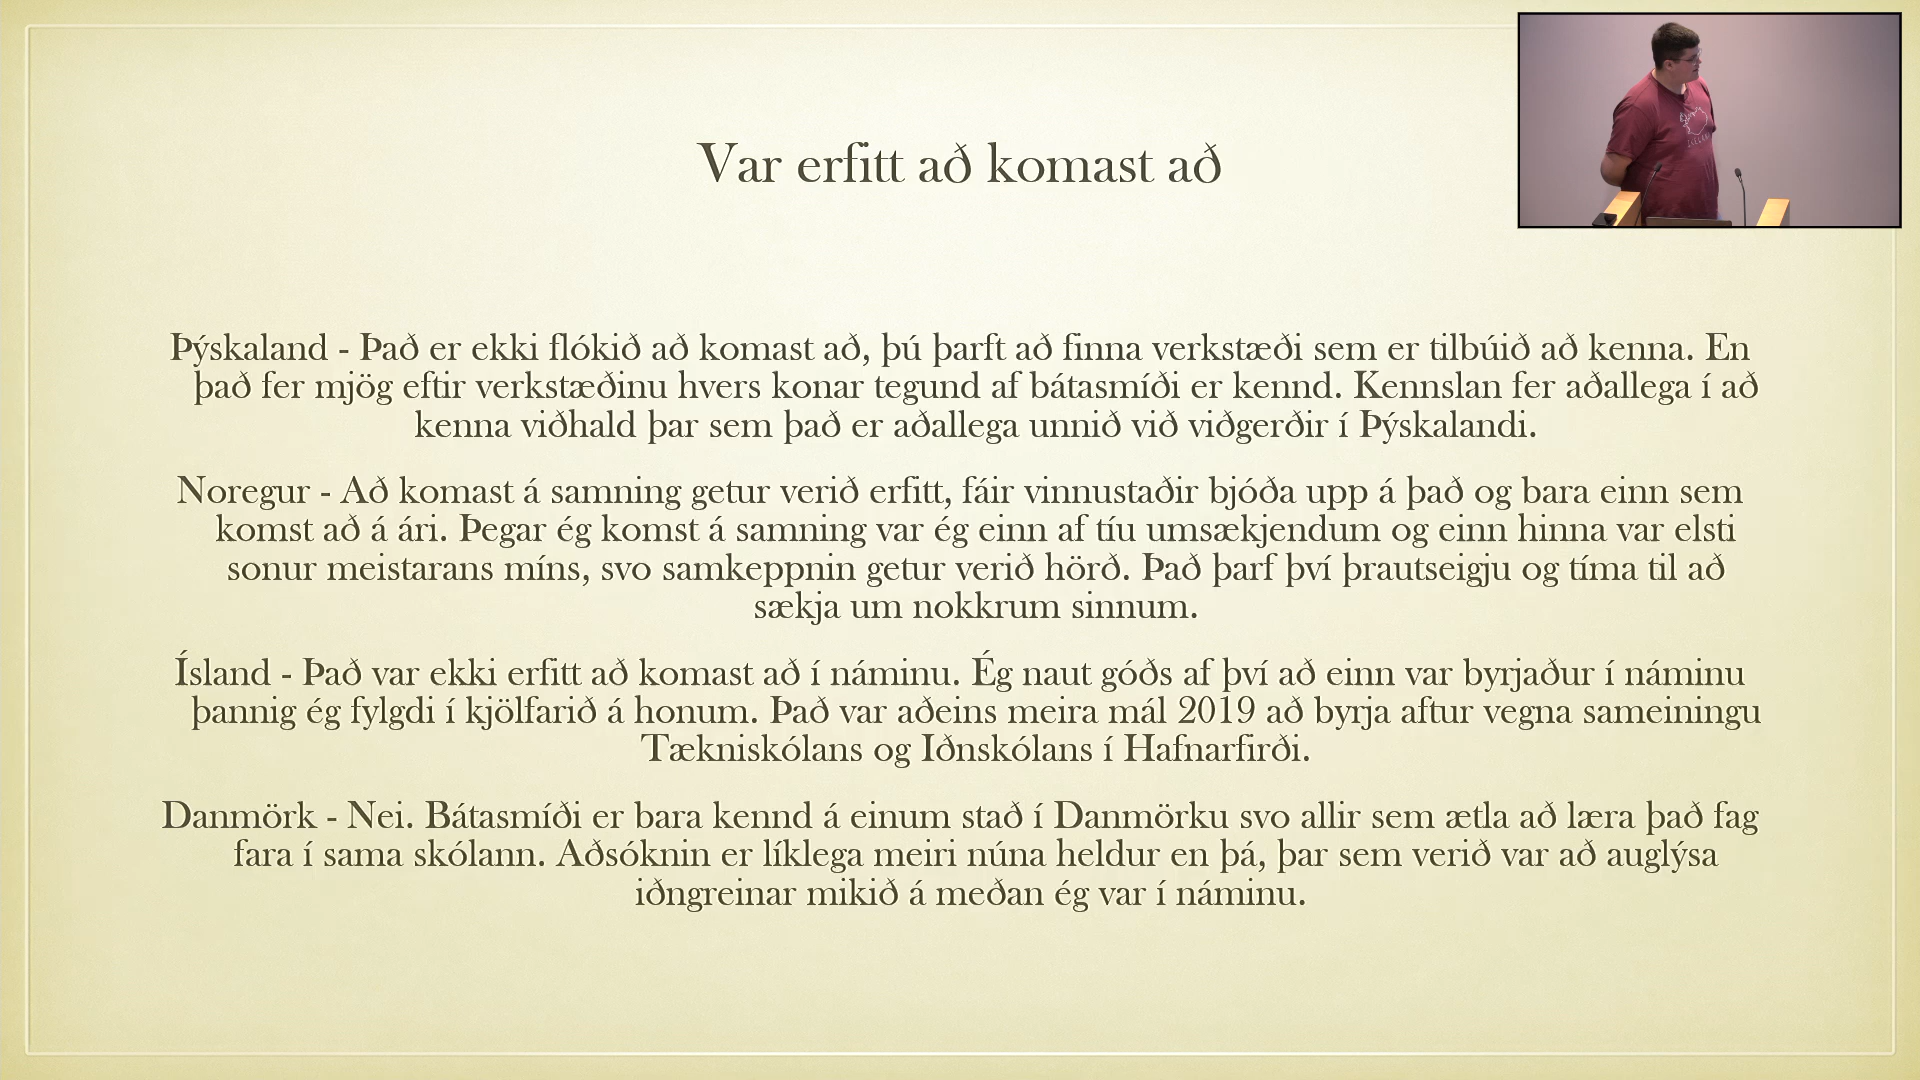 Var erfitt að komast að
Þýskaland - Það er ekki flókið að komast að, þú þarft að finna verkstæði sem er tilbúið að kenna. En
það fer mjög eftir verkstæðinu hvers konar tegund af bátasmíði er kennd. Kennslan fer aðallega í að
kenna viðhald þar sem það er aðallega unnið við viðgerðir í Þýskalandi.
Noregur - Að komast á samning getur verið erfitt, fáir vinnustaðir bjóða upp á það og bara einn sem
komst að á ári. Þegar ég komst á samning var ég einn af tíu umsækjendum og einn hinna var elsti
sonur meistarans míns, svo samkeppnin getur verið hörð. Það þarf því þrautseigju og tíma til að
sækja um nokkrum sinnum.
Ísland - Það var ekki erfitt að komast að í náminu. Ég naut góðs af því að einn var byrjaður í náminu
þannig ég fylgdi í kjölfarið á honum. Það var aðeins meira mál 2019 að byrja aftur vegna sameiningu
Tækniskólans og Iðnskólans í Hafnarfirði.
Danmörk - Nei. Bátasmíði er bara kennd á einum stað í Danmörku svo allir sem ætla að læra það fag
fara í sama skólann. Aðsóknin er líklega meiri núna heldur en þá, þar sem verið var að auglýsa
iðngreinar mikið á meðan ég var í náminu.